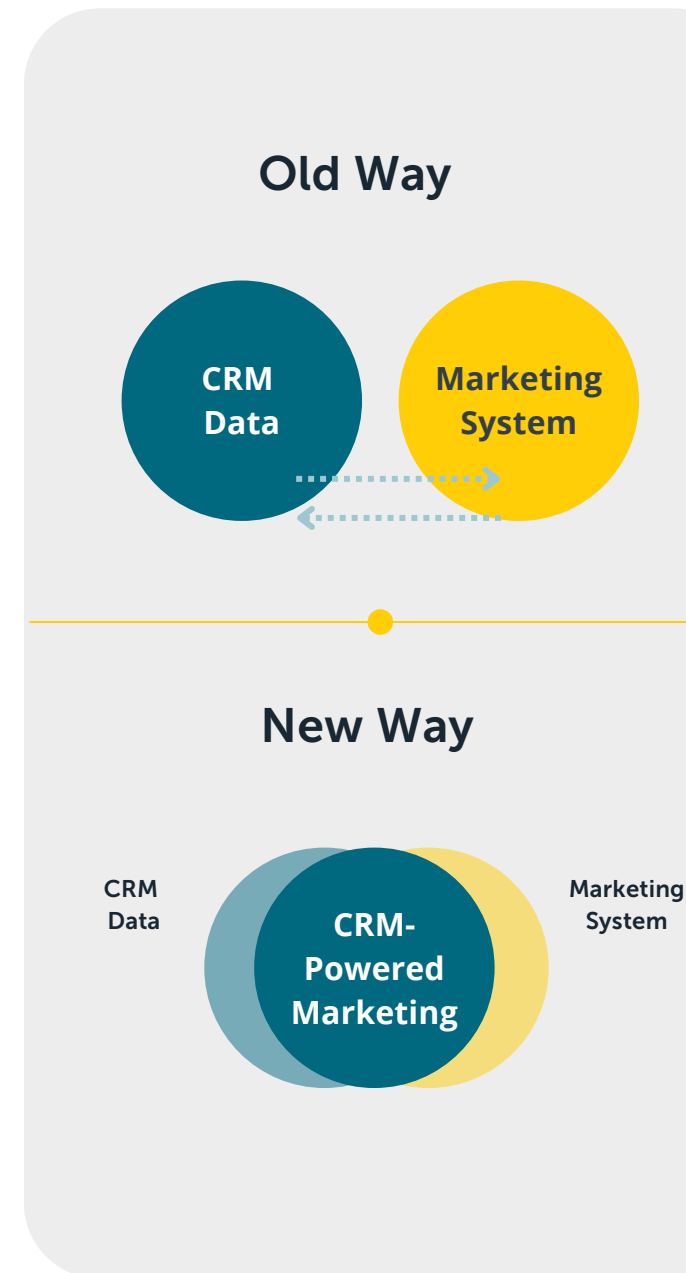 Old Way
CRM
Data
Marketing
System
New Way
CRM
Data
CRM-
Powered
Marketing
Marketing
System